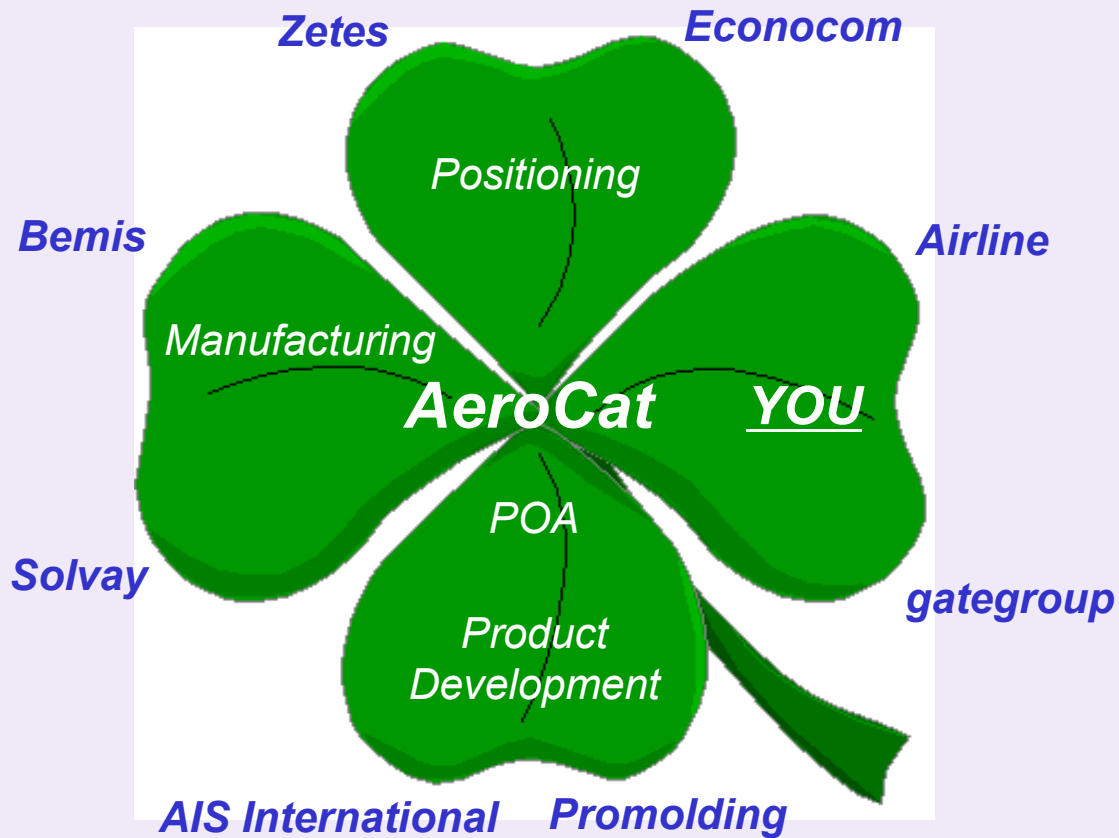 Zetes
Econocom
Positioning
Bemis
Airline
Manufacturing
AeroCat
YOU
POA
Solvay
gategroup
Product
Development
AIS International
Promolding